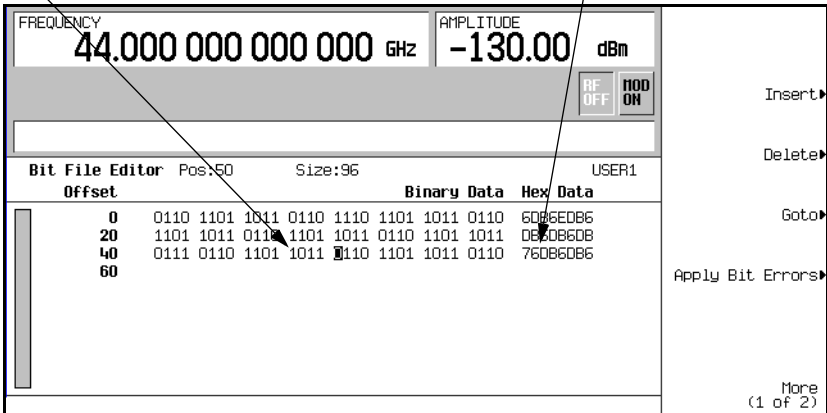 FREQUENCY
44.000 000 000 000 GHz
AMPLITUDE
-130.00 dBm
RF OFF
MOD ON
Bit File Editor Pos:50 Size:96 USER1
Offset Binary Data Hex Data
0 0110 1101 1011 0110 1110 1101 1011 0110 6DB6EDB6
20 1101 1011 0110 1101 1011 0110 1101 1011 DB6DB6DB
40 0111 0110 1101 1011 0110 1101 1011 0110 76DB6DB6
60
Insert
Delete
Goto
Apply Bit Errors
More
(1 of 2)